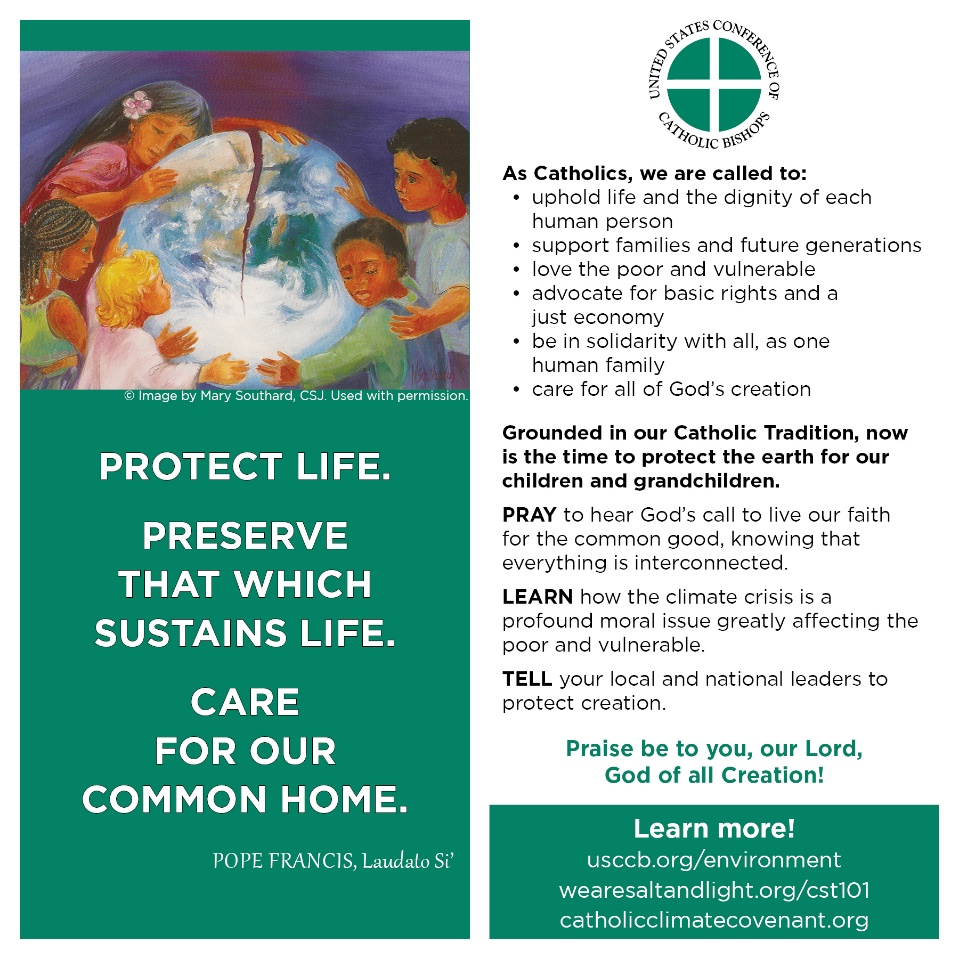 © Image by Mary Southard, CSJ. Used with permission.
PROTECT LIFE.
PRESERVE
THAT WHICH
SUSTAINS LIFE.
CARE
FOR OUR
COMMON HOME.
POPE FRANCIS, Laudato Si’
UNITED STATES CONFERENCE OF
CATHOLIC BISHOPS
As Catholics, we are called to:
• uphold life and the dignity of each
human person
• support families and future generations
• love the poor and vulnerable
• advocate for basic rights and a
just economy
• be in solidarity with all, as one
human family
• care for all of God’s creation
Grounded in our Catholic Tradition, now
is the time to protect the earth for our
children and grandchildren.
PRAY to hear God’s call to live our faith
for the common good, knowing that
everything is interconnected.
LEARN how the climate crisis is a
profound moral issue greatly affecting the
poor and vulnerable.
TELL your local and national leaders to
protect creation.
Praise be to you, our Lord,
God of all Creation!
Learn more!
usccb.org/environment
wearesaltandlight.org/cst101
catholicclimatecovenant.org